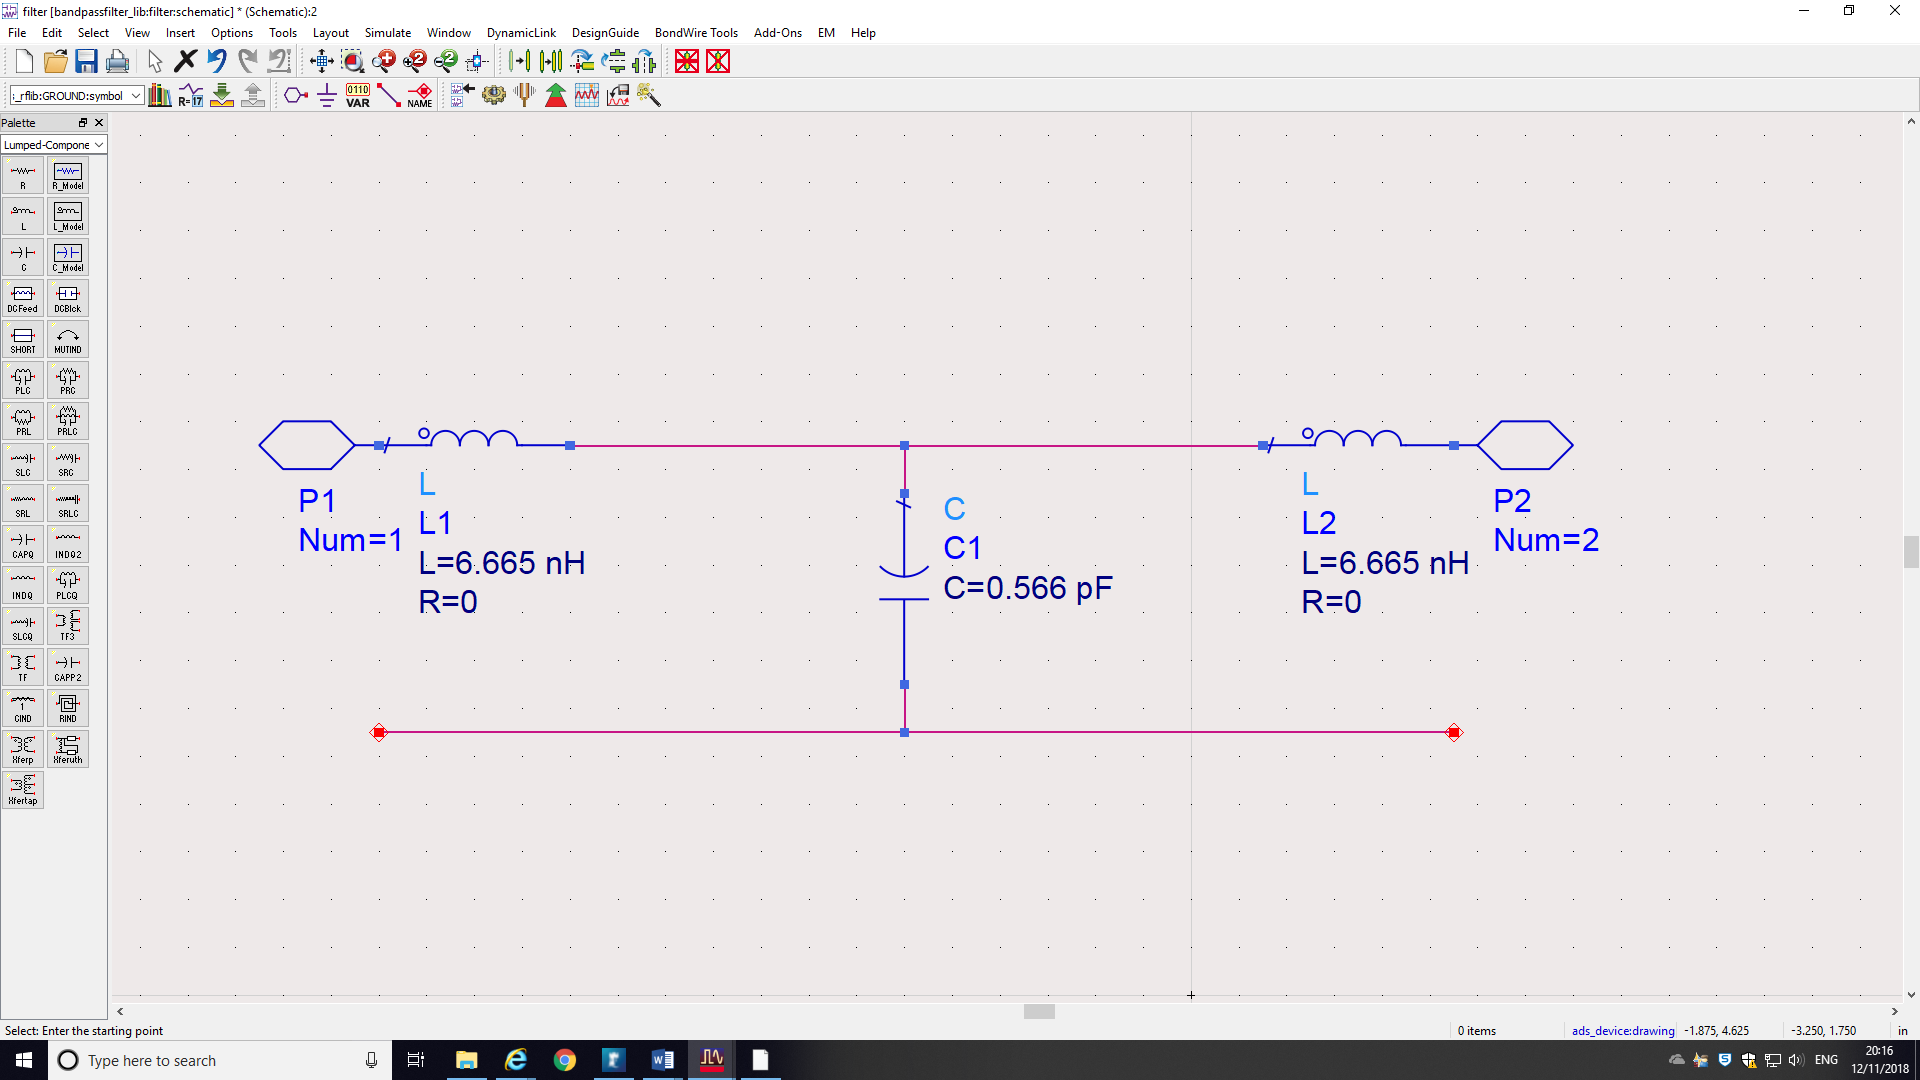 filter [bandpassfilter_lib:filter:schematic] * (Schematic):2
File Edit Select View Insert Options Tools Layout Simulate Window DynamicLink DesignGuide BondWire Tools Add-Ons EM Help
:_rflib:GROUND:symbol
R=17
0110
VAR
NAME
Palette
Lumped-Compone
R R_Model
L L_Model
C C_Model
DCFeed DCBlck
SHORT MUTIND
PLC PRC
PRL PRLC
SLC SRC
SRL SRLC
CAPQ INDQ2
INDQ PLCQ
SLCQ TF3
TF CAPP2
CIND RIND
Xferp Xferuth
Xfertap
P1
Num=1
L
L1
L=6.665 nH
R=0
C
C1
C=0.566 pF
L
L2
L=6.665 nH
R=0
P2
Num=2
Select: Enter the starting point
0 items
ads_device:drawing
-1.875, 4.625
-3.250, 1.750
in
Type here to search
ENG
20:16
12/11/2018